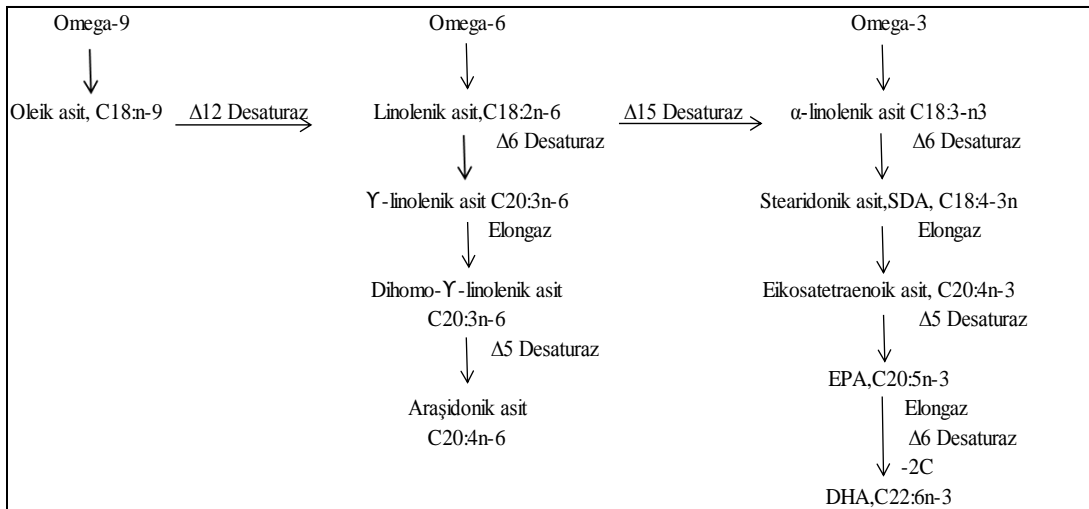 Omega-9 Omega-6 Omega-3
Oleik asit, C18:n-9 Δ12 Desaturaz Linolenik asit,C18:2n-6 Δ15 Desaturaz α-linolenik asit C18:3-n3
Δ6 Desaturaz Δ6 Desaturaz
ϒ-linolenik asit C20:3n-6 Stearidonik asit,SDA, C18:4-3n
Elongaz Elongaz
Dihomo-ϒ-linolenik asit Eikosatetraenoik asit, C20:4n-3
C20:3n-6 Δ5 Desaturaz
Δ5 Desaturaz
EPA,C20:5n-3
Araşidonik asit Elongaz
C20:4n-6 Δ6 Desaturaz
-2C
DHA,C22:6n-3